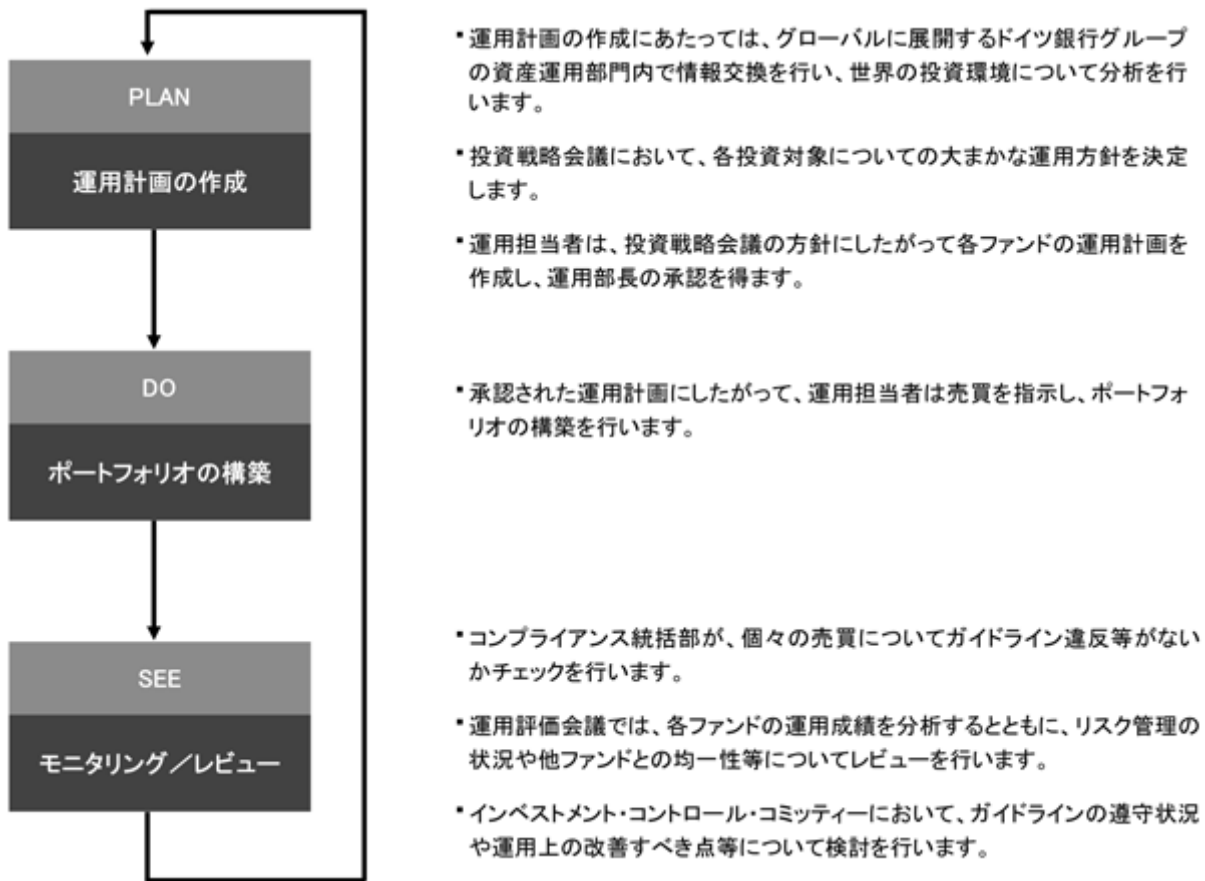 PLAN
運用計画の作成
▪運用計画の作成にあたっては、グローバルに展開するドイツ銀行グループ
の資産運用部門内で情報交換を行い、世界の投資環境について分析を行
います。
▪投資戦略会議において、各投資対象についての大まかな運用方針を決定
します。
▪運用担当者は、投資戦略会議の方針にしたがって各ファンドの運用計画を
作成し、運用部長の承認を得ます。
DO
ポートフォリオの構築
▪承認された運用計画にしたがって、運用担当者は売買を指示し、ポートフォ
リオの構築を行います。
SEE
モニタリング／レビュー
▪コンプライアンス統括部が、個々の売買についてガイドライン違反等がない
かチェックを行います。
▪運用評価会議では、各ファンドの運用成績を分析するとともに、リスク管理の
状況や他ファンドとの均一性等についてレビューを行います。
▪インベストメント・コントロール・コミッティーにおいて、ガイドラインの遵守状況
や運用上の改善すべき点等について検討を行います。